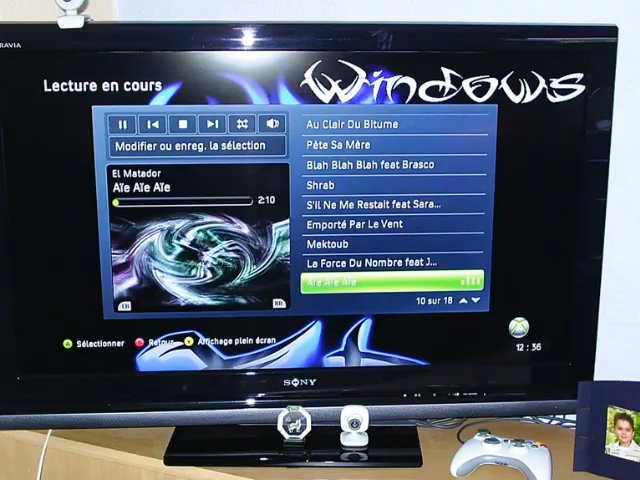 BRAVIA
Lecture en cours
Windows
Modifier ou enreg. la sélection
El Matador
Aïe Aïe Aïe
2:10
Au Clair Du Bitume
Pète Sa Mère
Blah Blah Blah feat Brasco
Shrab
S'il Ne Me Restait feat Sara...
Emporté Par Le Vent
Mektoub
La Force Du Nombre feat J...
Aïe Aïe Aïe
10 sur 18
LB
RB
A Sélectionner
B Retour
Y Affichage plein écran
12:36
SONY